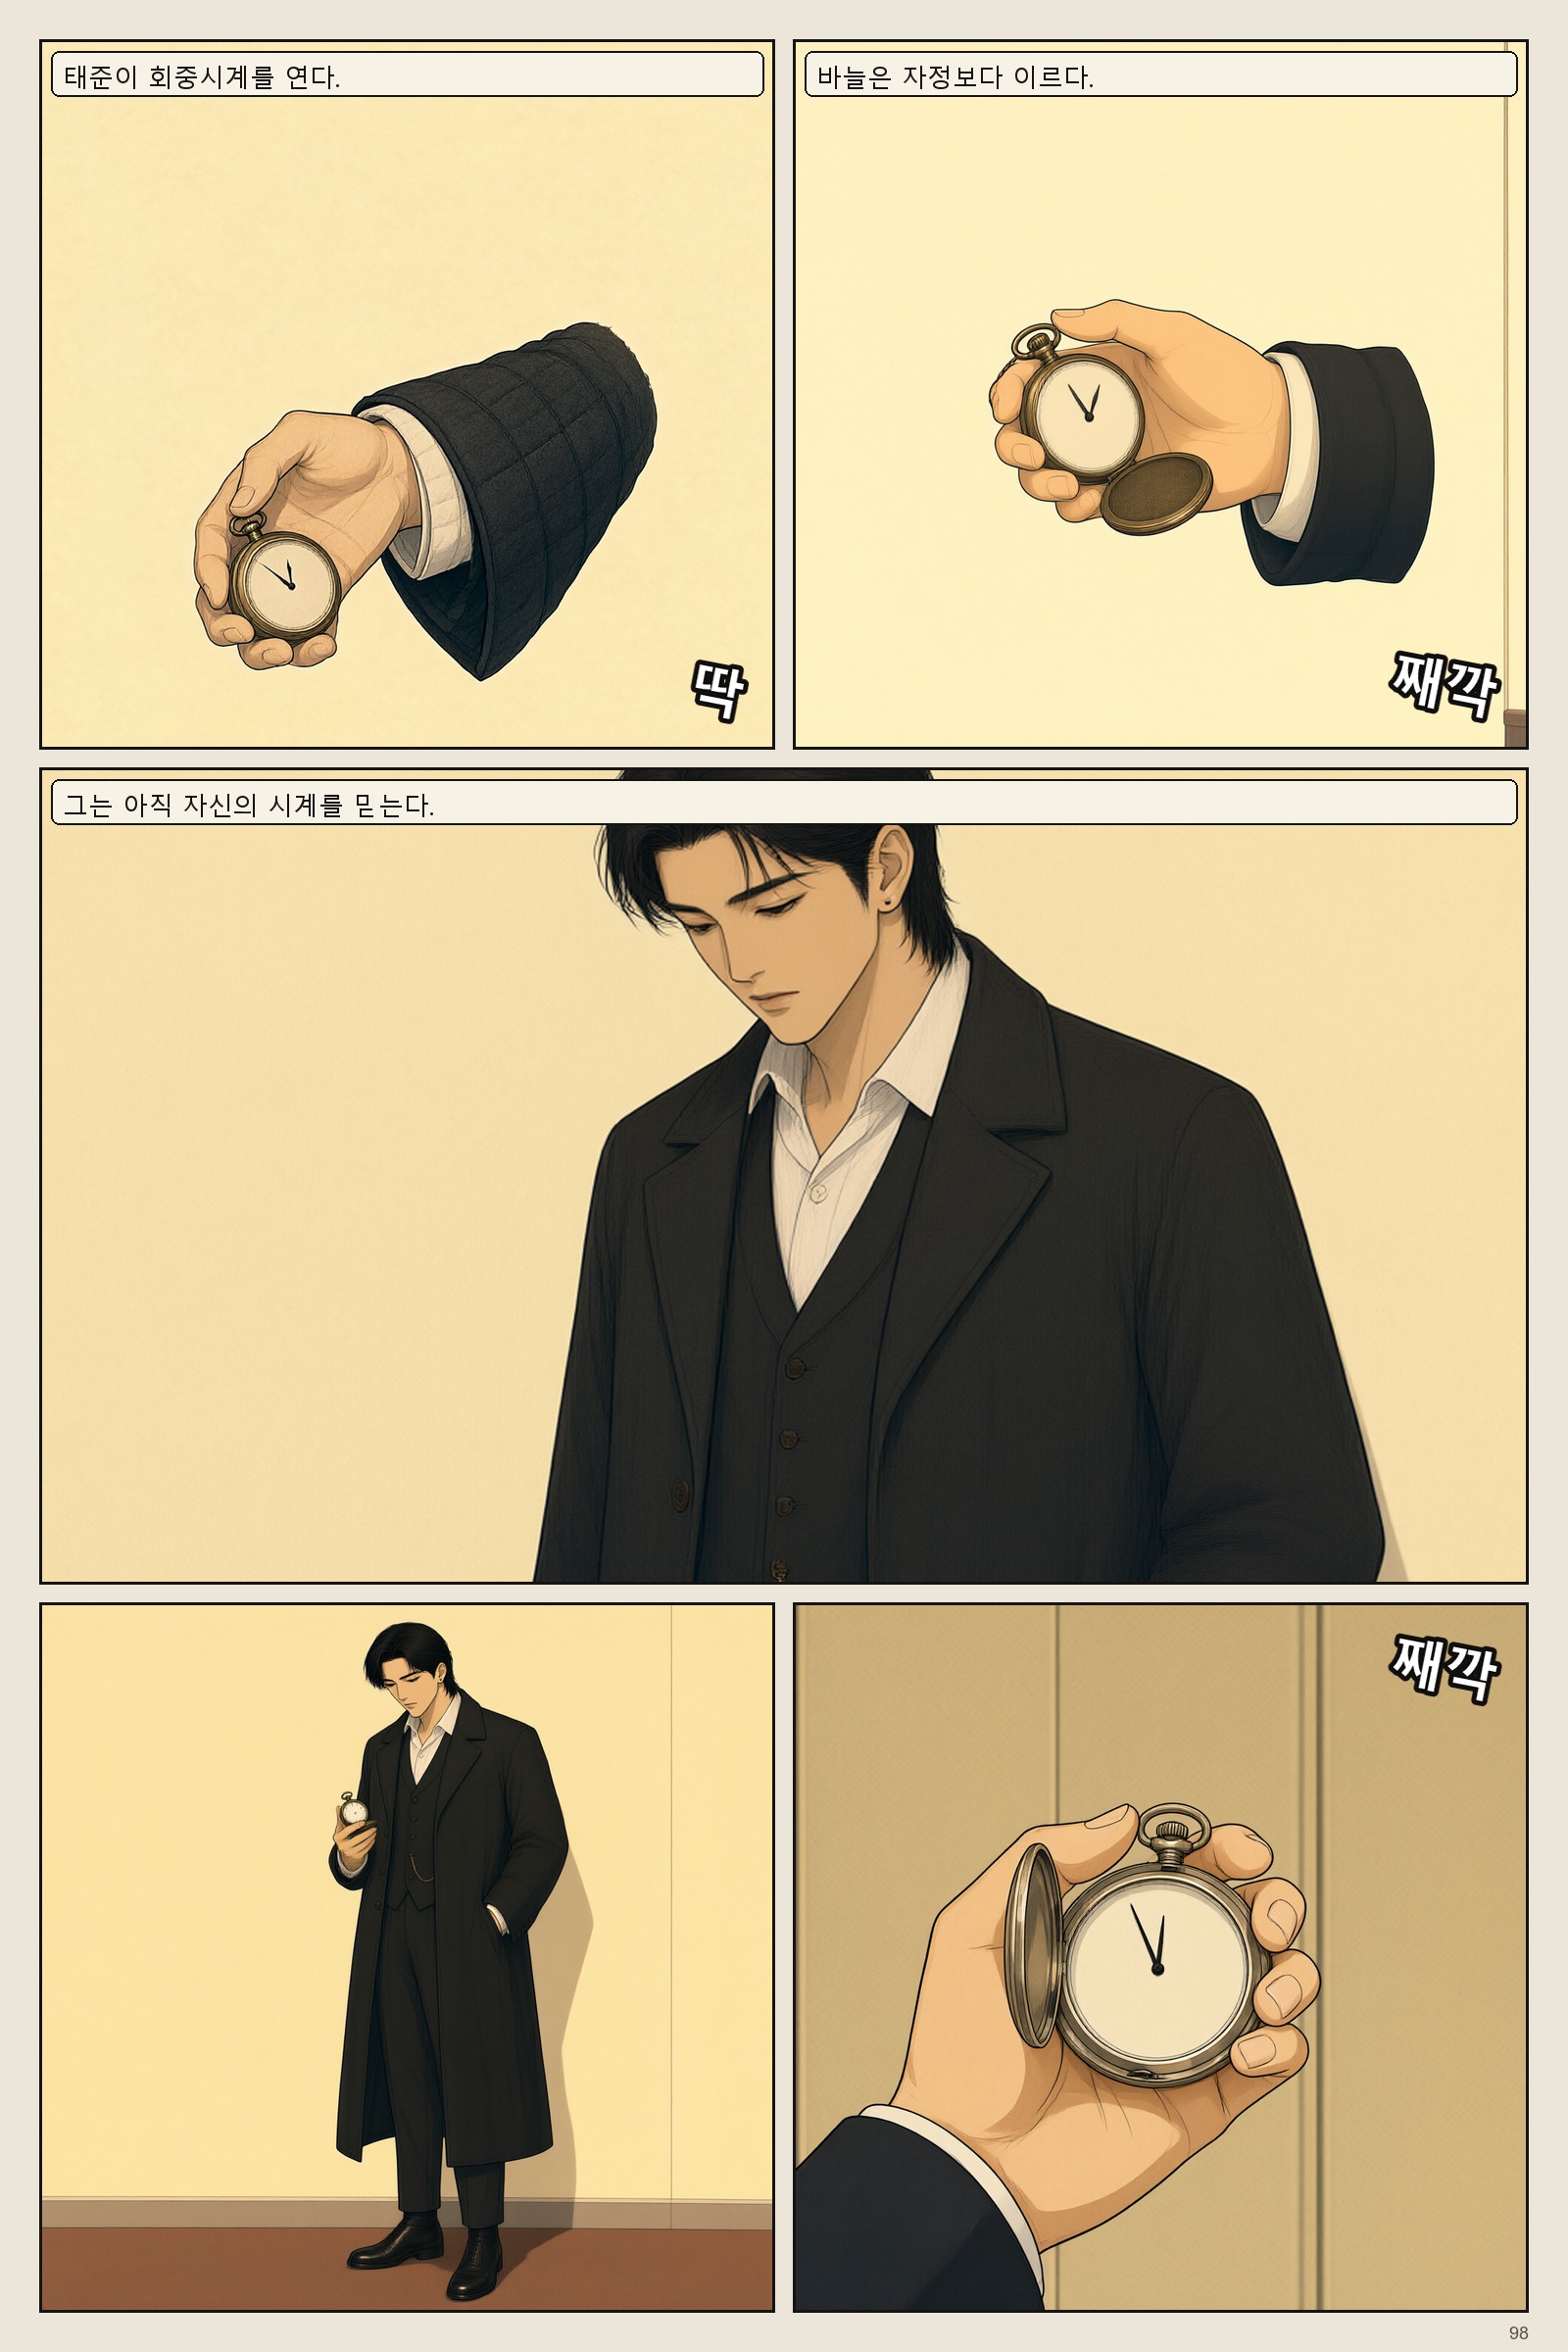 태준이 회중시계를 연다.
바늘은 자정보다 이르다.
딱
째깍
그는 아직 자신의 시계를 믿는다.
째깍
98